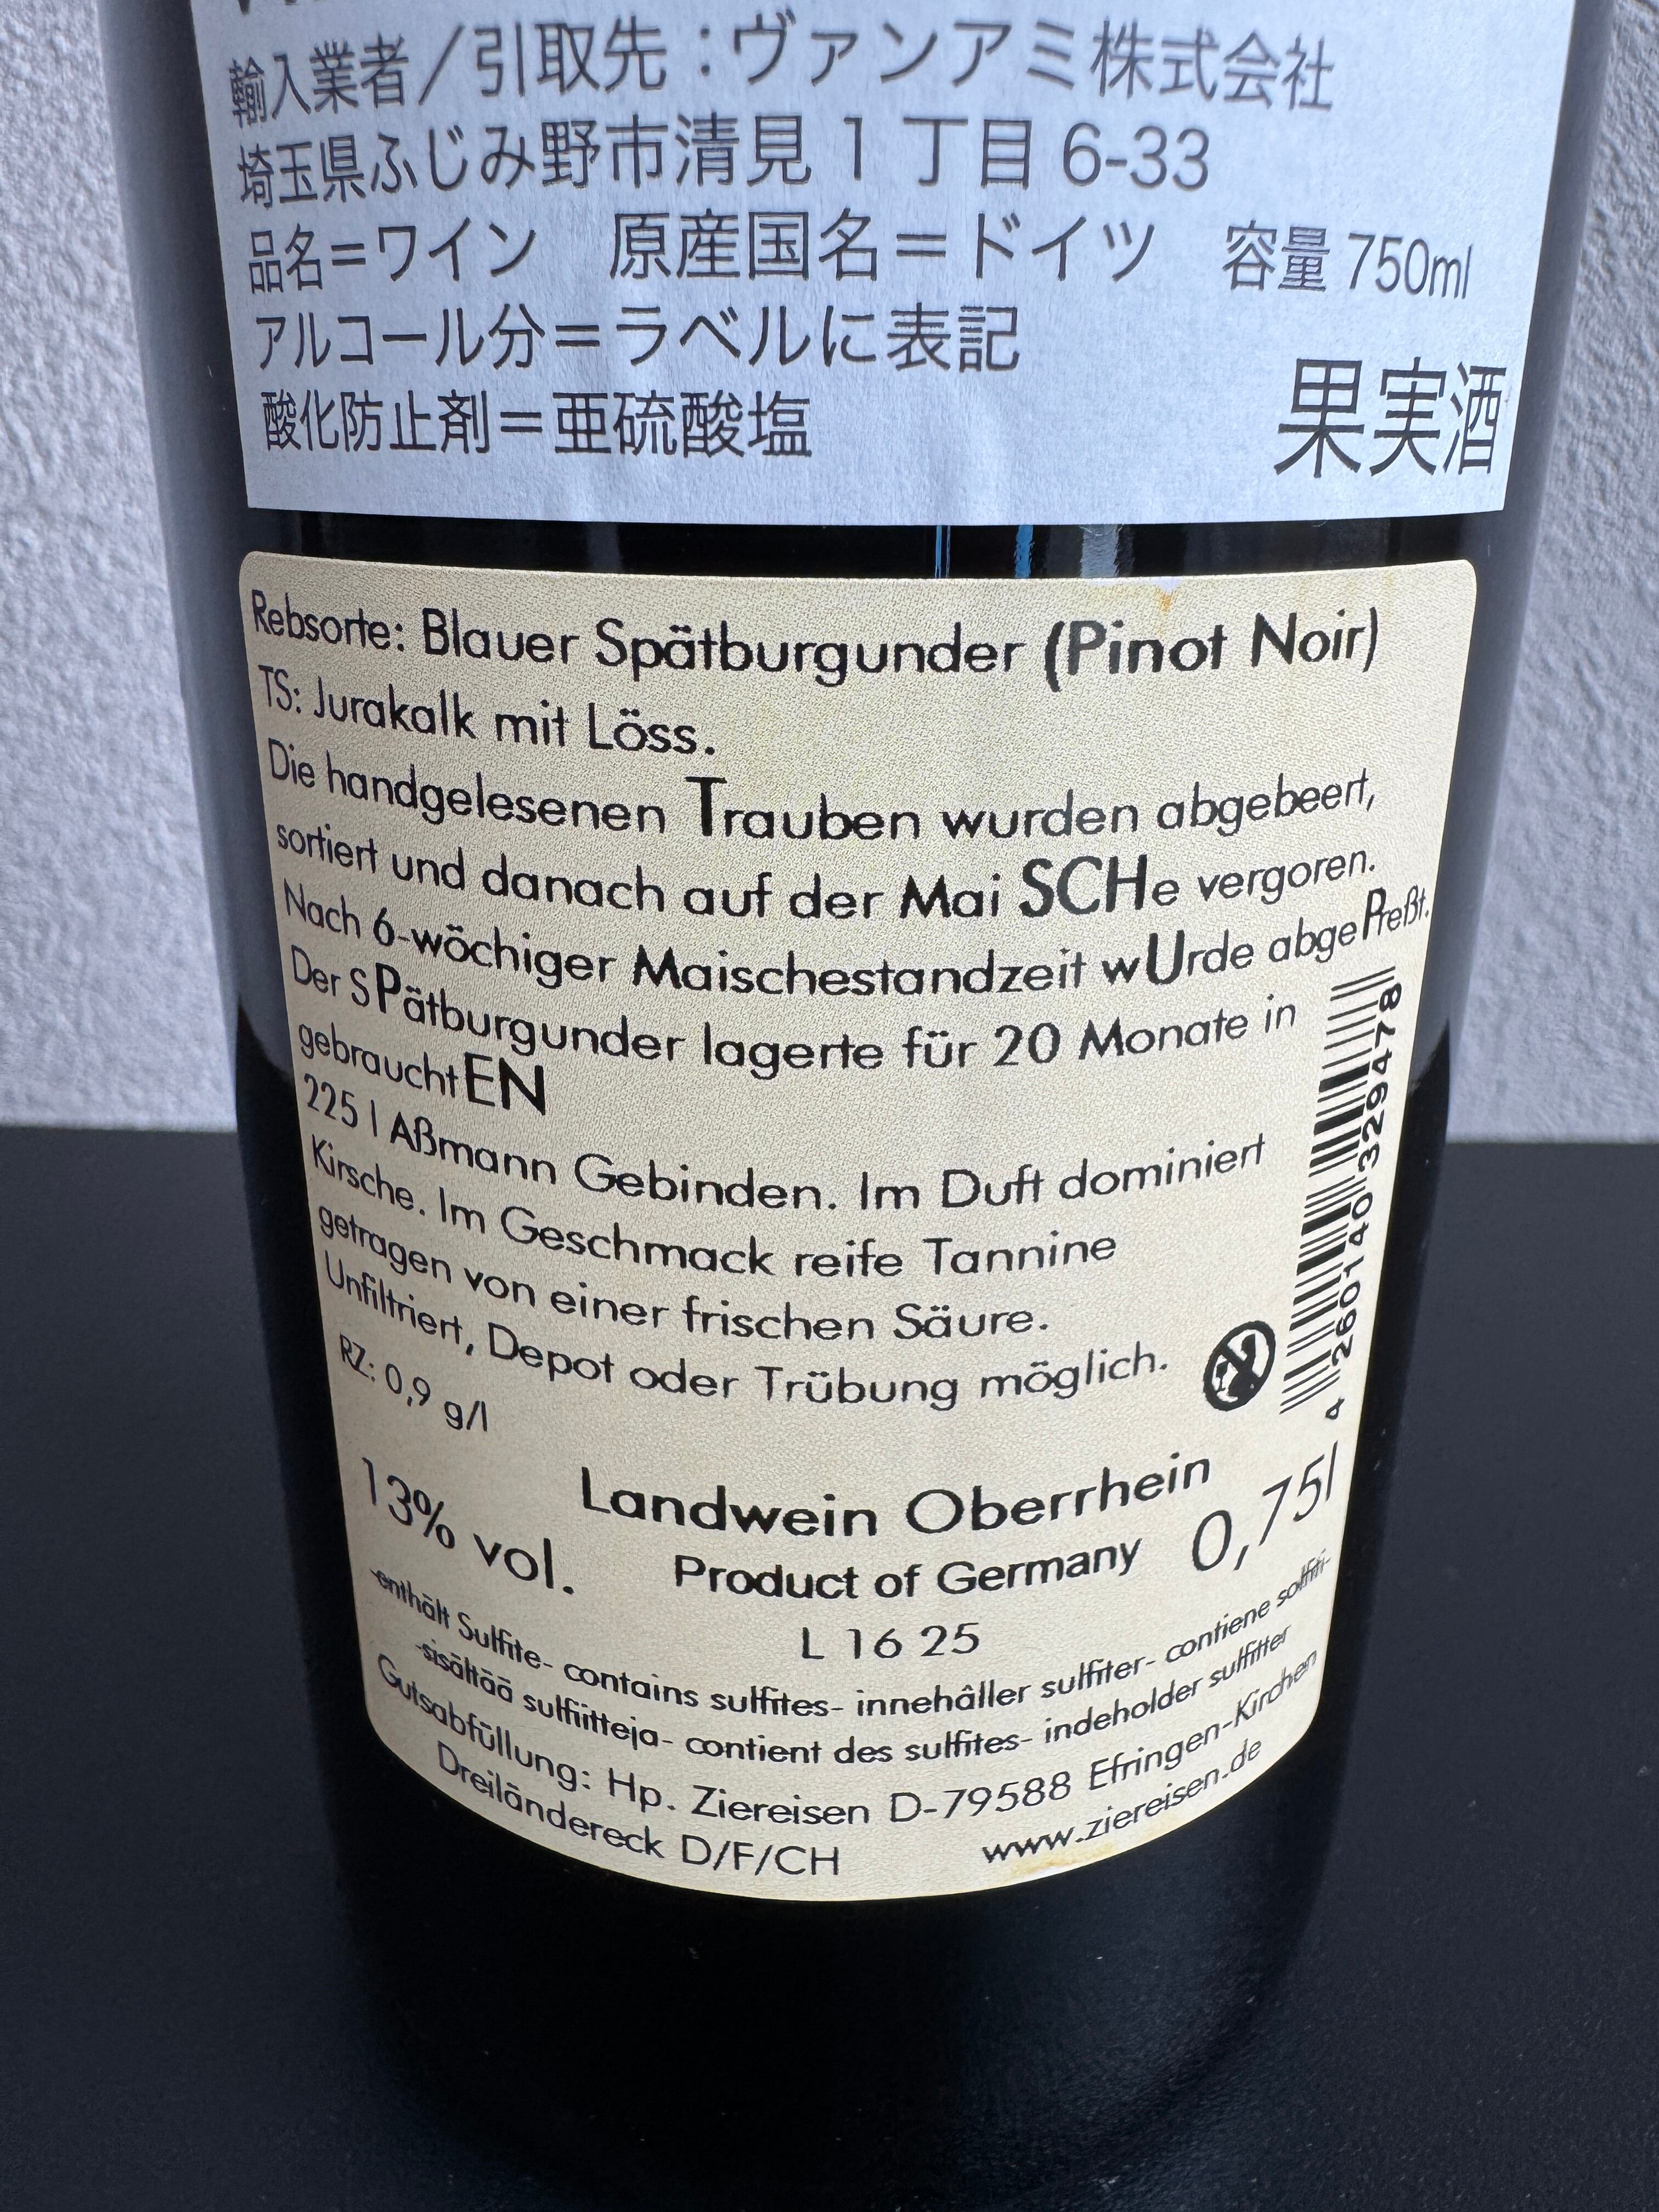 輸入業者／引取先：ヴァンアミ株式会社
埼玉県ふじみ野市清見1丁目6-33
品名=ワイン　原産国名=ドイツ　容量750ml
アルコール分=ラベルに表記
酸化防止剤=亜硫酸塩
果実酒
Rebsorte: Blauer Spätburgunder (Pinot Noir)
TS: Jurakalk mit Löss.
Die handgelesenen Trauben wurden abgebeert,
sortiert und danach auf der Mai SCHe vergoren.
Nach 6-wöchiger Maischestandzeit wUrde abgePreßt.
Der sPätburgunder lagerte für 20 Monate in
gebrauchtEN
225 l Aßmann Gebinden. Im Duft dominiert
Kirsche. Im Geschmack reife Tannine
getragen von einer frischen Säure.
Unfiltriert, Depot oder Trübung möglich.
RZ: 0,9 g/l
4 260140 329478
13% vol.
Landwein Oberrhein
0,75l
Product of Germany
L 16 25
-enthält Sulfite- contains sulfites- innehâller sulfiter- contiene solfiti-
-sisältää sulfiitteja- contient des sulfites- indeholder sulfitter
Gutsabfüllung: Hp. Ziereisen D-79588 Efringen-Kirchen
Dreiländereck D/F/CH www.ziereisen.de